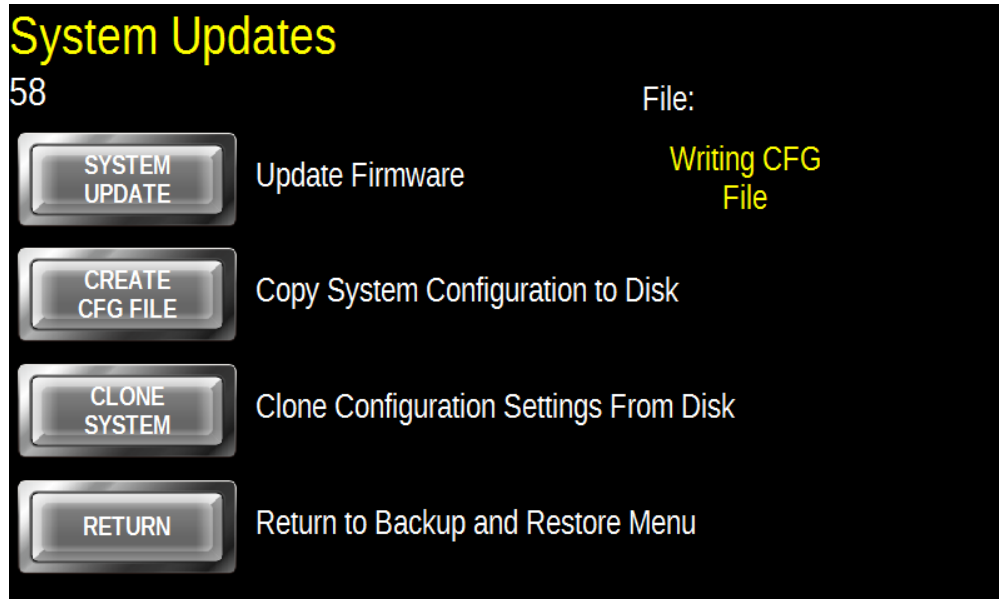 System Updates
58
File:
SYSTEM
UPDATE
Update Firmware
Writing CFG
File
CREATE
CFG FILE
Copy System Configuration to Disk
CLONE
SYSTEM
Clone Configuration Settings From Disk
RETURN
Return to Backup and Restore Menu